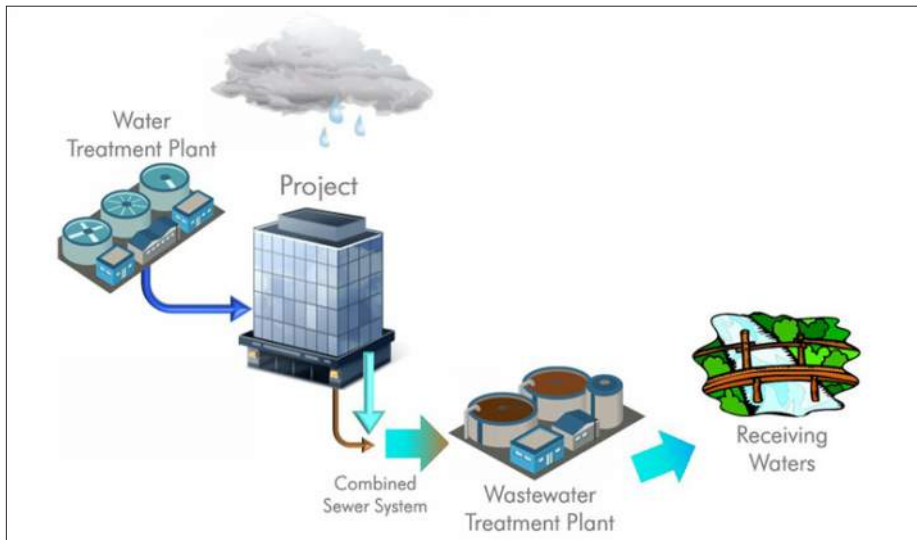 Water
Treatment Plant
Project
Combined
Sewer System
Wastewater
Treatment Plant
Receiving
Waters